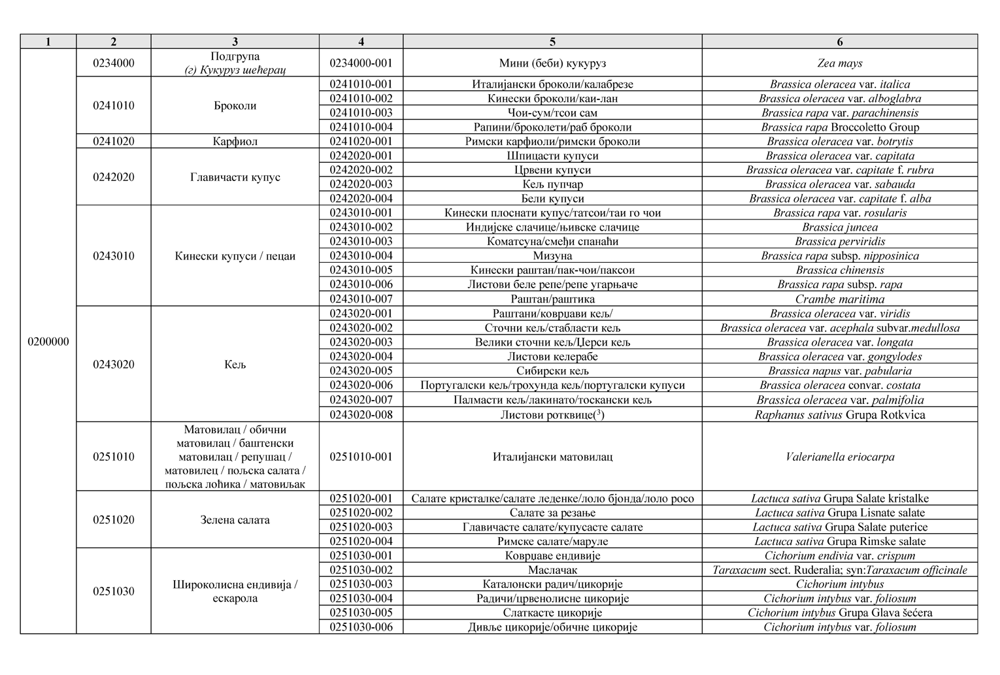 1 2 3 4 5 6
0200000
0234000
Подгрупа
(г) Кукуруз шећерац
0234000-001 Мини (беби) кукуруз Zea mays
0241010 Броколи
0241010-001 Италијански броколи/калабрезе Brassica oleracea var. italica
0241010-002 Кинески броколи/каи-лан Brassica oleracea var. alboglabra
0241010-003 Чои-сум/тсои сам Brassica rapa var. parachinensis
0241010-004 Рапини/броколети/раб броколи Brassica rapa Broccoletto Group
0241020 Карфиол 0241020-001 Римски карфиоли/римски броколи Brassica oleracea var. botrytis
0242020 Главичасти купус
0242020-001 Шпицасти купуси Brassica oleracea var. capitata
0242020-002 Црвени купуси Brassica oleracea var. capitate f. rubra
0242020-003 Кељ пупчар Brassica oleracea var. sabauda
0242020-004 Бели купуси Brassica oleracea var. capitate f. alba
0243010 Кинески купуси / пецаи
0243010-001 Кинески плоснати купус/татсои/таи го чои Brassica rapa var. rosularis
0243010-002 Индијске слачице/њивске слачице Brassica juncea
0243010-003 Коматсуна/смеђи спанаћи Brassica perviridis
0243010-004 Мизуна Brassica rapa subsp. nipposinica
0243010-005 Кинески раштан/пак-чои/паксои Brassica chinensis
0243010-006 Листови беле репе/репе угарњаче Brassica rapa subsp. rapa
0243010-007 Раштан/раштика Crambe maritima
0243020 Кељ
0243020-001 Раштани/коврџави кељ/ Brassica oleracea var. viridis
0243020-002 Сточни кељ/стабласти кељ Brassica oleracea var. acephala subvar.medullosa
0243020-003 Велики сточни кељ/Џерси кељ Brassica oleracea var. longata
0243020-004 Листови келерабе Brassica oleracea var. gongylodes
0243020-005 Сибирски кељ Brassica napus var. pabularia
0243020-006 Португалски кељ/трохунда кељ/португалски купуси Brassica oleracea convar. costata
0243020-007 Палмасти кељ/лакинато/тоскански кељ Brassica oleracea var. palmifolia
0243020-008 Листови ротквице(³) Raphanus sativus Grupa Rotkvica
0251010
Матовилац / обични
матовилац / баштенски
матовилац / репушац /
матовилец / пољска салата /
пољска лоћика / матовиљак
0251010-001 Италијански матовилац Valerianella eriocarpa
0251020 Зелена салата
0251020-001 Салате кристалке/салате леденке/лоло бјонда/лоло росо Lactuca sativa Grupa Salate kristalke
0251020-002 Салате за резање Lactuca sativa Grupa Lisnate salate
0251020-003 Главичасте салате/купусасте салате Lactuca sativa Grupa Salate puterice
0251020-004 Римске салате/маруле Lactuca sativa Grupa Rimske salate
0251030
Широколисна ендивија /
ескарола
0251030-001 Коврџаве ендивије Cichorium endivia var. crispum
0251030-002 Маслачак Taraxacum sect. Ruderalia; syn:Taraxacum officinale
0251030-003 Каталонски радич/цикорије Cichorium intybus
0251030-004 Радичи/црвенолисне цикорије Cichorium intybus var. foliosum
0251030-005 Слаткасте цикорије Cichorium intybus Grupa Glava šećera
0251030-006 Дивље цикорије/обичне цикорије Cichorium intybus var. foliosum